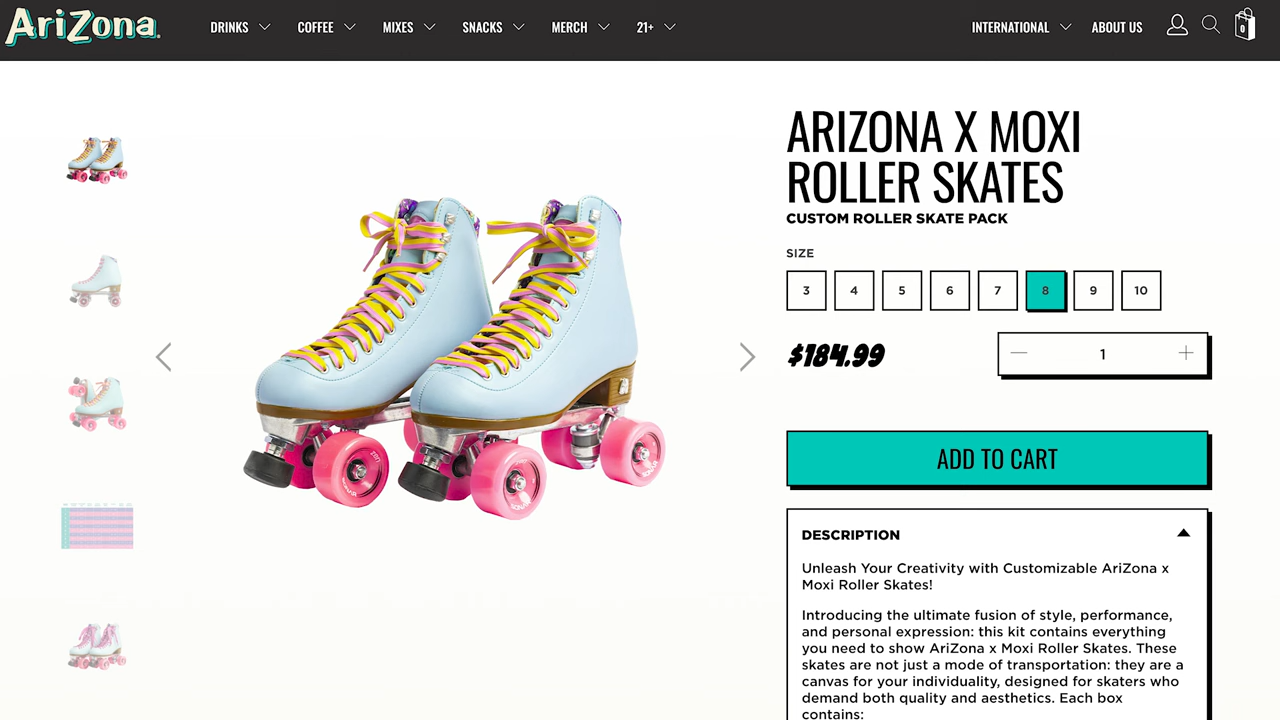 AriZona
DRINKS
COFFEE
MIXES
SNACKS
MERCH
21+
INTERNATIONAL
ABOUT US
0
ARIZONA X MOXI
ROLLER SKATES
CUSTOM ROLLER SKATE PACK
SIZE
3 4 5 6 7 8 9 10
$184.99
1
ADD TO CART
DESCRIPTION
Unleash Your Creativity with Customizable AriZona x
Moxi Roller Skates!
Introducing the ultimate fusion of style, performance,
and personal expression: this kit contains everything
you need to show AriZona x Moxi Roller Skates. These
skates are not just a mode of transportation: they are a
canvas for your individuality, designed for skaters who
demand both quality and aesthetics. Each box
contains: